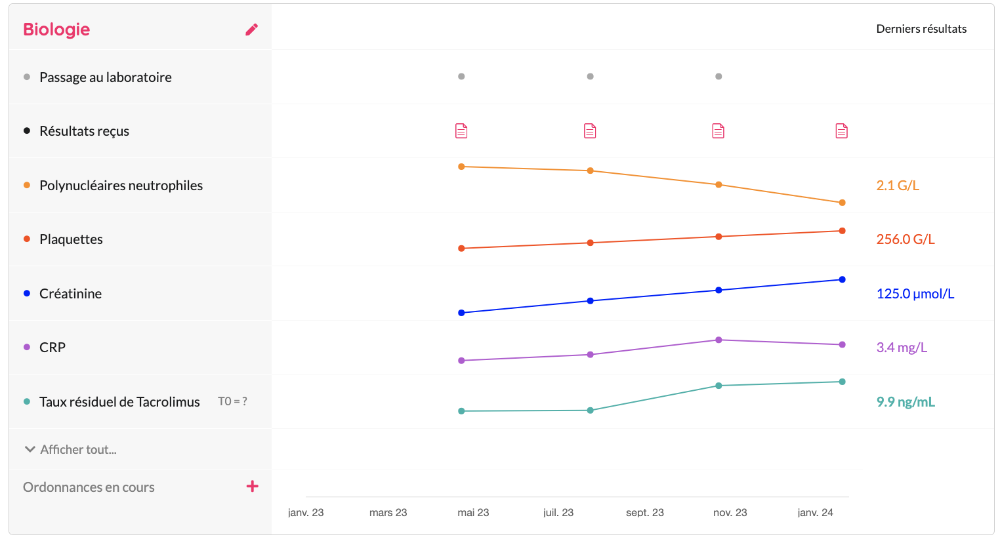 Biologie
Derniers résultats
Passage au laboratoire
Résultats reçus
Polynucléaires neutrophiles
2.1 G/L
Plaquettes
256.0 G/L
Créatinine
125.0 µmol/L
CRP
3.4 mg/L
Taux résiduel de Tacrolimus T0 = ?
9.9 ng/mL
Afficher tout...
Ordonnances en cours
janv. 23 mars 23 mai 23 juil. 23 sept. 23 nov. 23 janv. 24